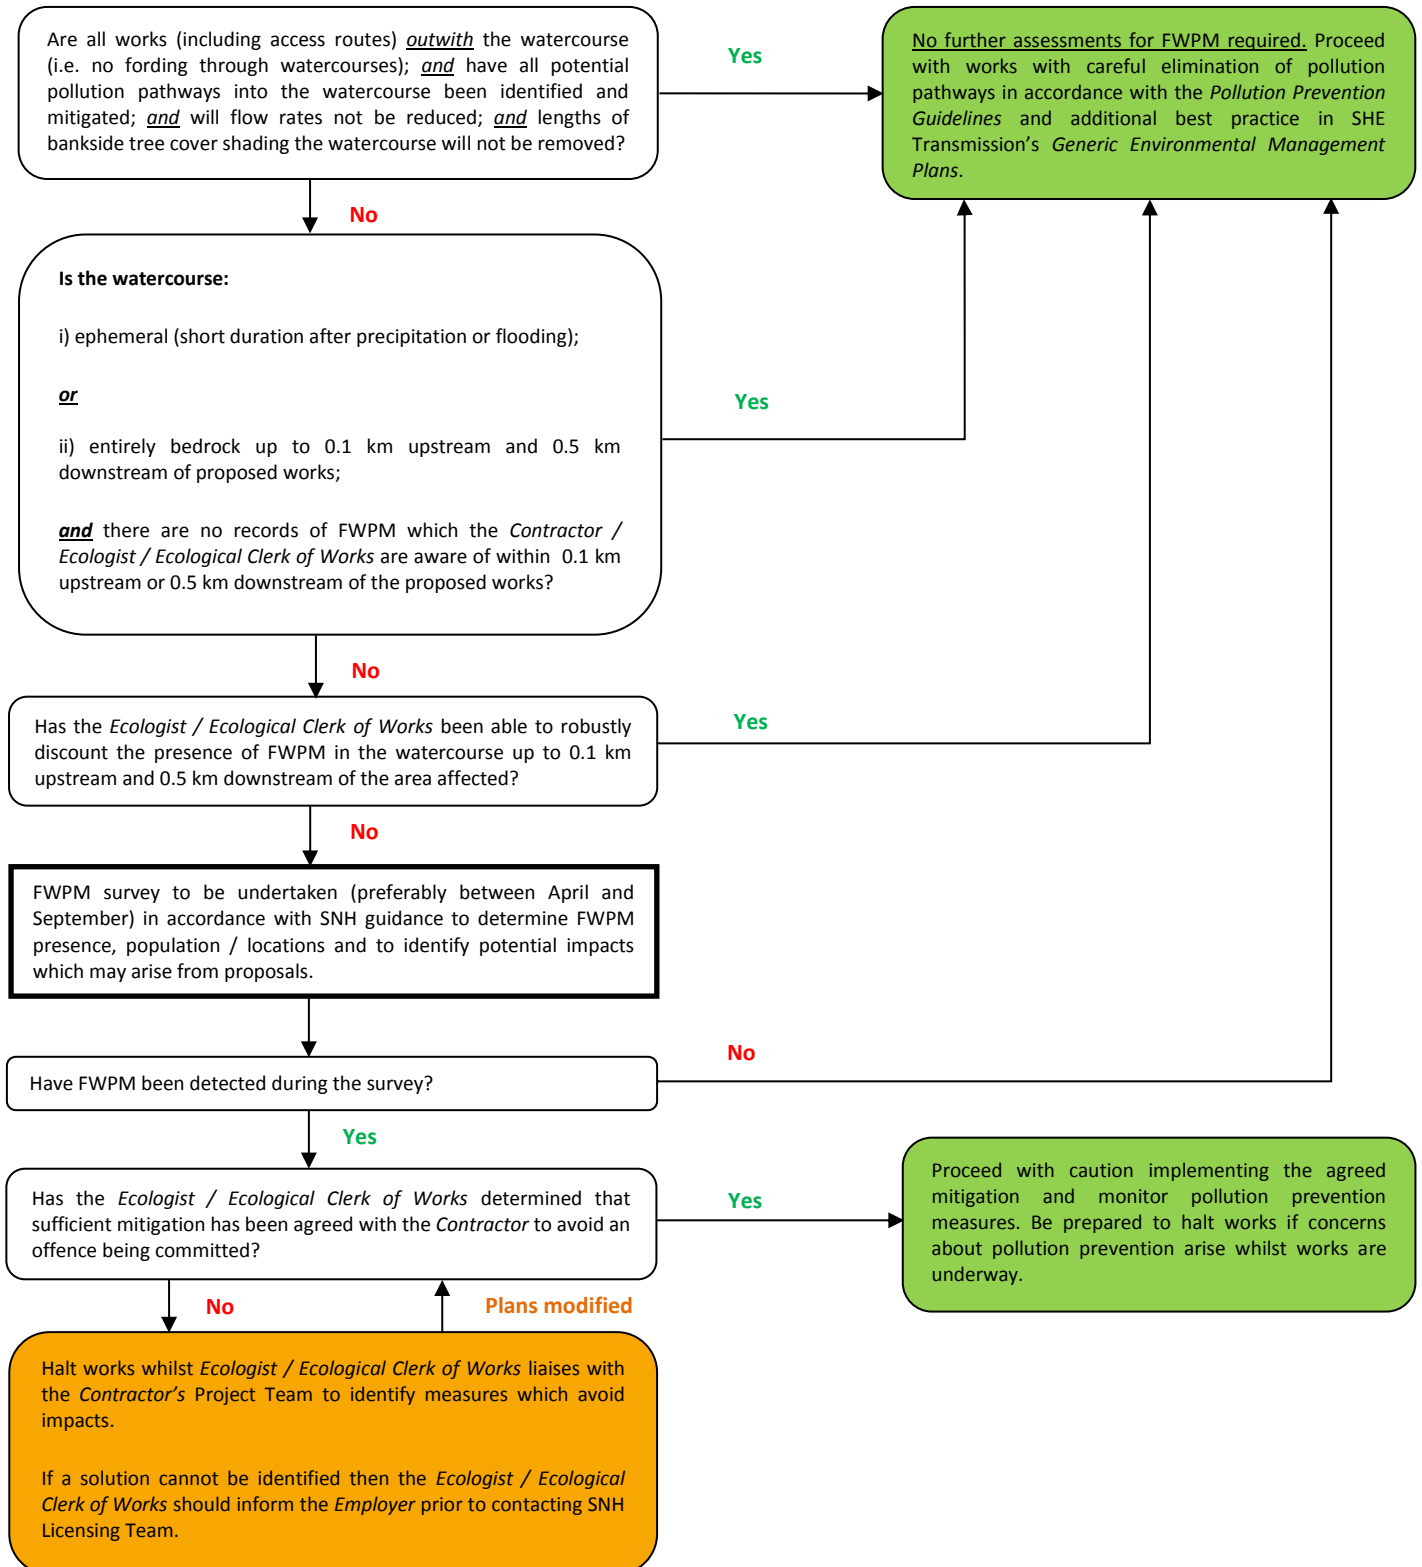 Are all works (including access routes) outwith the watercourse
(i.e. no fording through watercourses); and have all potential
pollution pathways into the watercourse been identified and
mitigated; and will flow rates not be reduced; and lengths of
bankside tree cover shading the watercourse will not be removed?
Yes
No further assessments for FWPM required. Proceed
with works with careful elimination of pollution
pathways in accordance with the Pollution Prevention
Guidelines and additional best practice in SHE
Transmission's Generic Environmental Management
Plans.
No
Is the watercourse:
i) ephemeral (short duration after precipitation or flooding);
or
ii) entirely bedrock up to 0.1 km upstream and 0.5 km
downstream of proposed works;
and there are no records of FWPM which the Contractor /
Ecologist / Ecological Clerk of Works are aware of within 0.1 km
upstream or 0.5 km downstream of the proposed works?
Yes
No
Has the Ecologist / Ecological Clerk of Works been able to robustly
discount the presence of FWPM in the watercourse up to 0.1 km
upstream and 0.5 km downstream of the area affected?
Yes
No
FWPM survey to be undertaken (preferably between April and
September) in accordance with SNH guidance to determine FWPM
presence, population / locations and to identify potential impacts
which may arise from proposals.
Have FWPM been detected during the survey?
No
Yes
Has the Ecologist / Ecological Clerk of Works determined that
sufficient mitigation has been agreed with the Contractor to avoid an
offence being committed?
Yes
Proceed with caution implementing the agreed
mitigation and monitor pollution prevention
measures. Be prepared to halt works if concerns
about pollution prevention arise whilst works are
underway.
No
Plans modified
Halt works whilst Ecologist / Ecological Clerk of Works liaises with
the Contractor's Project Team to identify measures which avoid
impacts.
If a solution cannot be identified then the Ecologist / Ecological
Clerk of Works should inform the Employer prior to contacting SNH
Licensing Team.